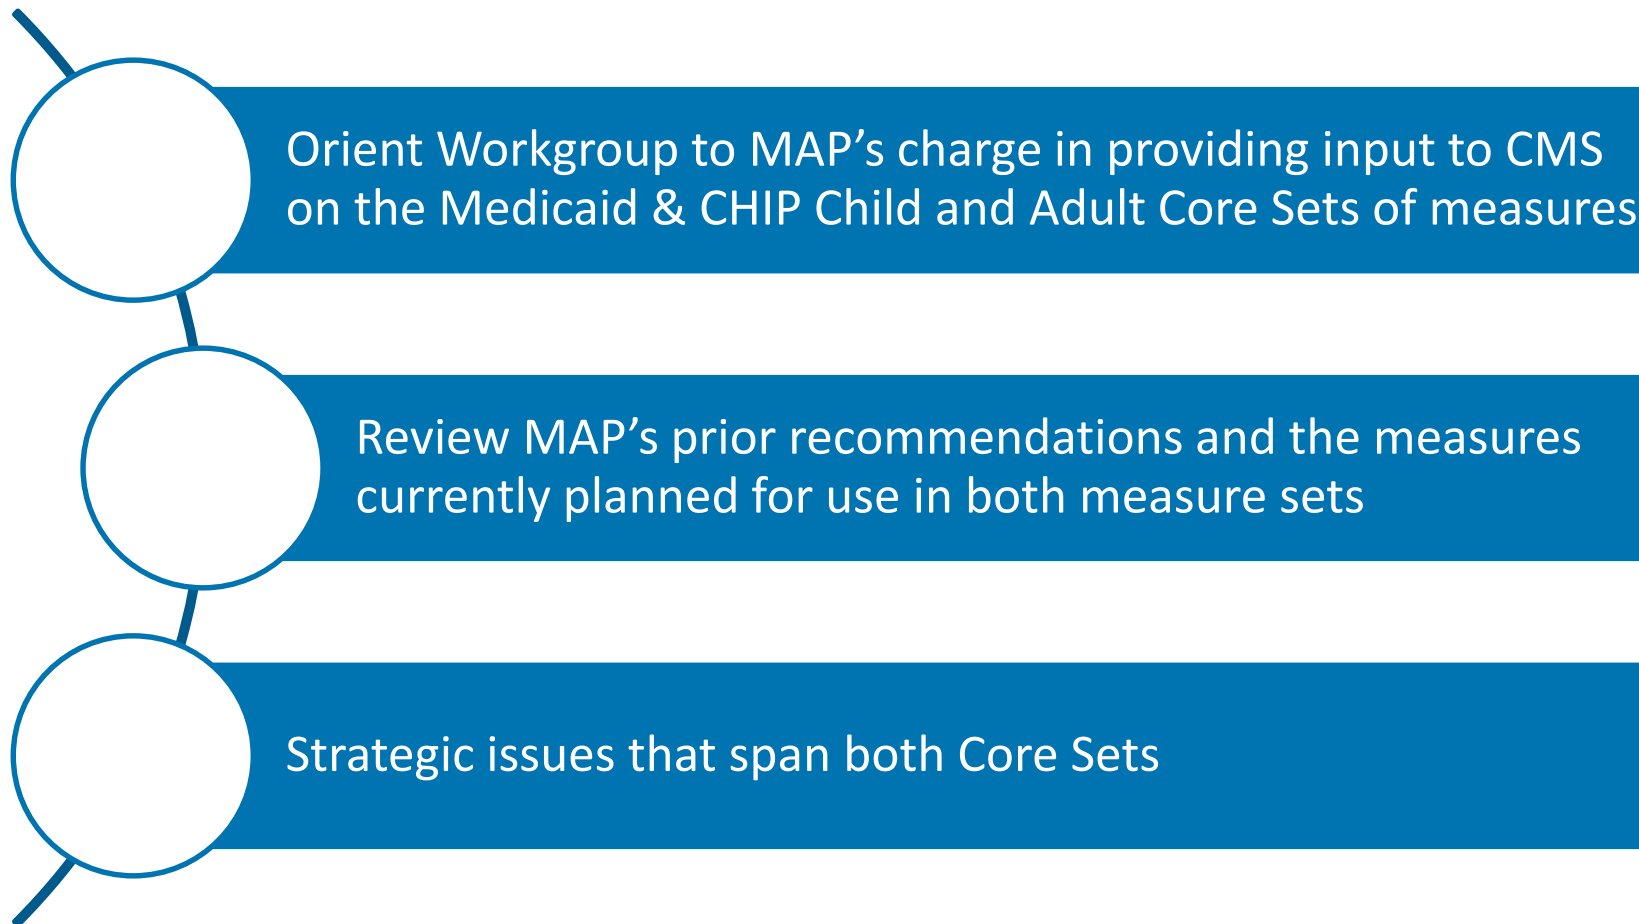 Orient Workgroup to MAP’s charge in providing input to CMS
on the Medicaid & CHIP Child and Adult Core Sets of measures
Review MAP’s prior recommendations and the measures
currently planned for use in both measure sets
Strategic issues that span both Core Sets